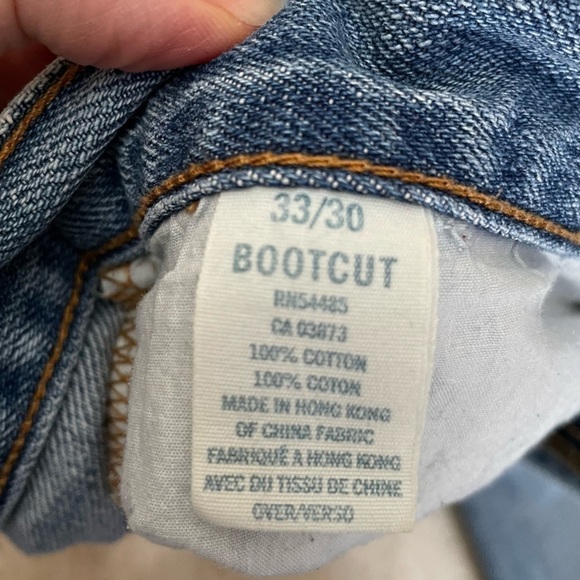 33/30
BOOTCUT
RN54485
CA 03873
100% COTTON
100% COTON
MADE IN HONG KONG
OF CHINA FABRIC
FABRIQUÉ A HONG KONG
AVEC DU TISSU DE CHINE
OVER/VERSO